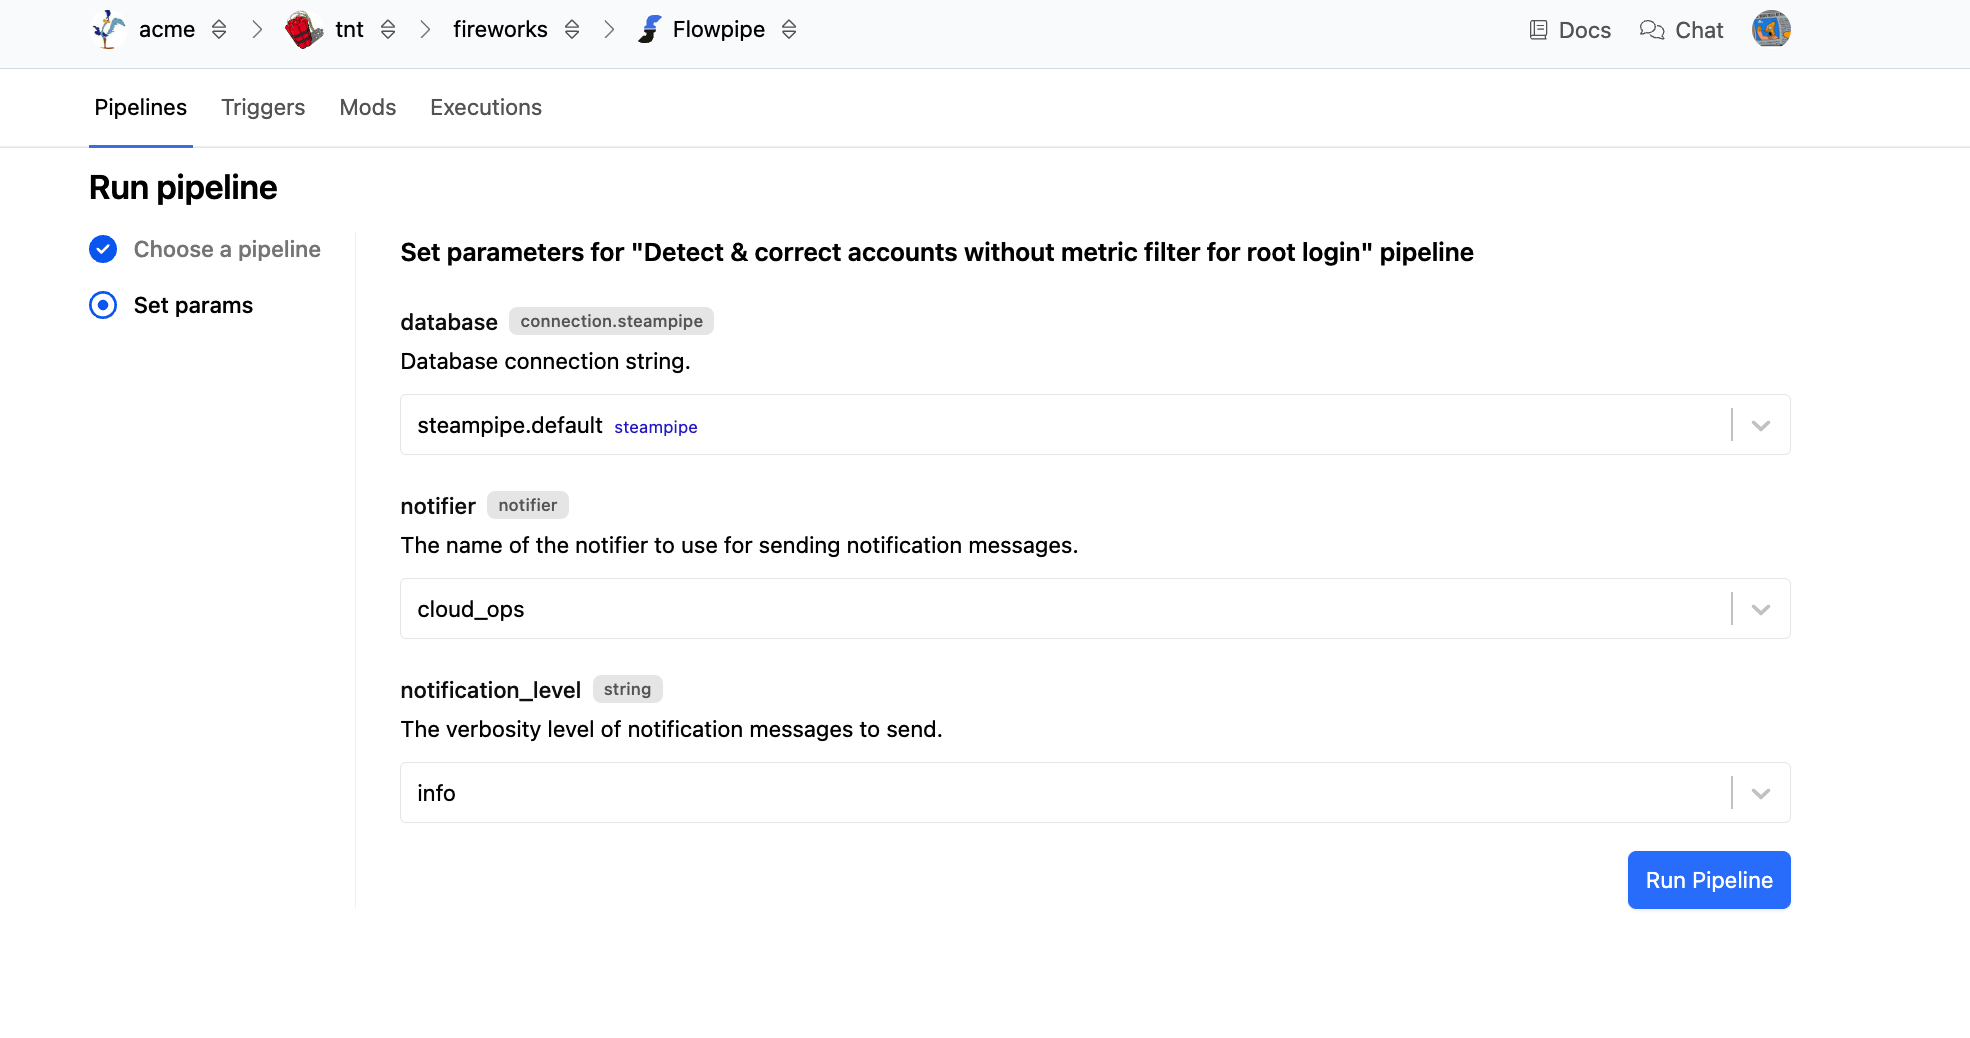 acme tnt fireworks Flowpipe Docs Chat
Pipelines Triggers Mods Executions
Run pipeline
Choose a pipeline
Set params
Set parameters for "Detect & correct accounts without metric filter for root login" pipeline
database connection.steampipe
Database connection string.
steampipe.default steampipe
notifier notifier
The name of the notifier to use for sending notification messages.
cloud_ops
notification_level string
The verbosity level of notification messages to send.
info
Run Pipeline